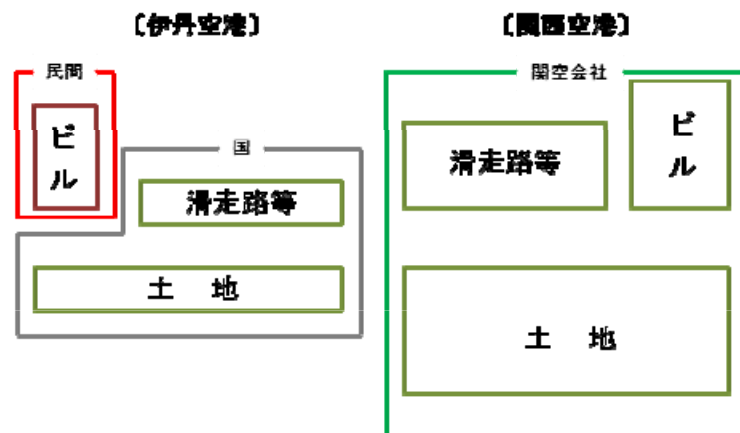 〔伊丹空港〕
民間
ビル
国
滑走路等
土 地
〔関西空港〕
関空会社
滑走路等
ビル
土 地